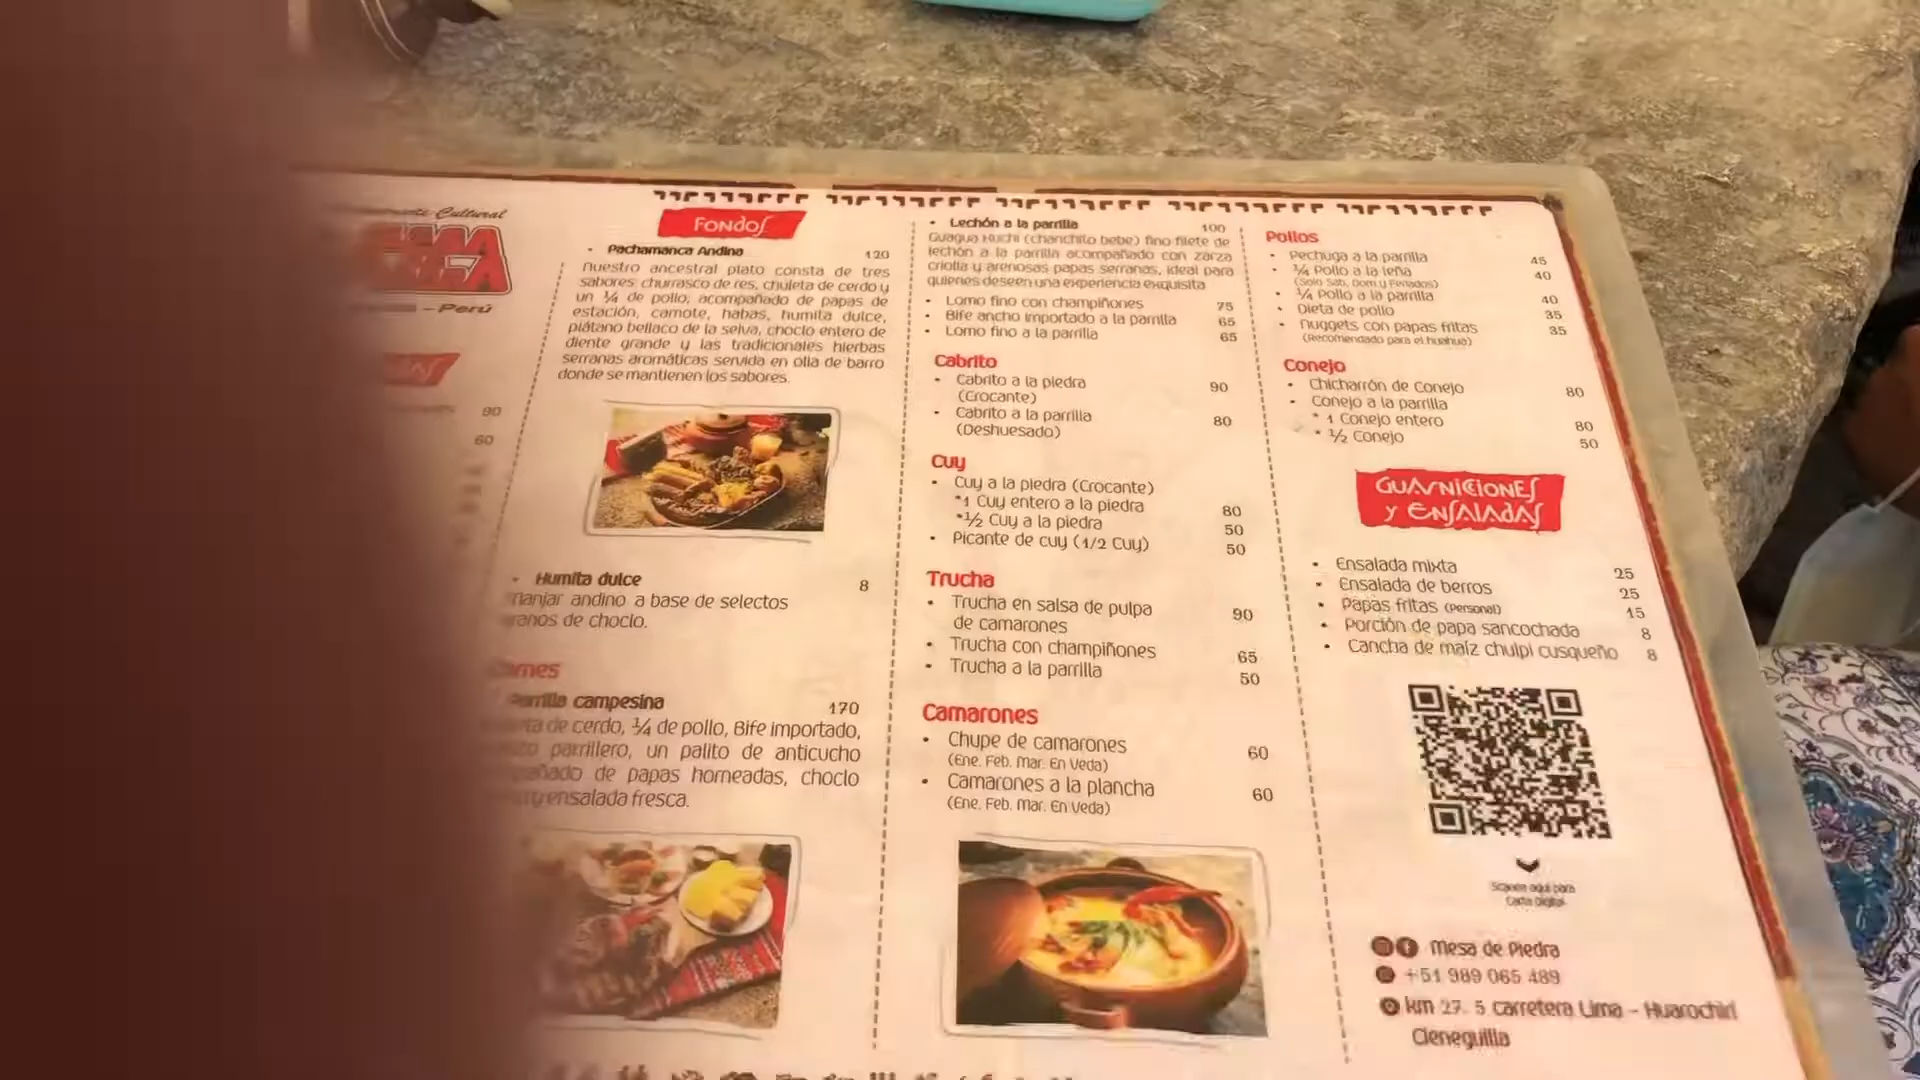 Cultural
– Perú
90
60
FONDOS
• Pachamanca Andina 120
Nuestro ancestral plato consta de tres
sabores: churrasco de res, chuleta de cerdo y
un ¼ de pollo; acompañado de papas de
estación, camote, habas, humita dulce,
plátano bellaco de la selva, choclo entero de
diente grande y las tradicionales hierbas
serranas aromáticas servida en olla de barro
donde se mantienen los sabores.
• Humita dulce 8
manjar andino a base de selectos
granos de choclo.
Parrilla campesina 170
de cerdo, ¼ de pollo, Bife importado,
parrillero, un palito de anticucho
de papas horneadas, choclo
ensalada fresca.
• Lechón a la parrilla 100
Guagua Kuchi (chanchito bebe) fino filete de
lechón a la parrilla acompañado con zarza
criolla y arenosas papas serranas, ideal para
quienes deseen una experiencia exquisita
• Lomo fino con champiñones 75
• Bife ancho importado a la parrilla 65
• Lomo fino a la parrilla 65
Cabrito
• Cabrito a la piedra 90
(Crocante)
• Cabrito a la parrilla 80
(Deshuesado)
Cuy
• Cuy a la piedra (Crocante)
*1 Cuy entero a la piedra 80
*½ Cuy a la piedra 50
• Picante de cuy (1/2 Cuy) 50
Trucha
• Trucha en salsa de pulpa 90
de camarones
• Trucha con champiñones 65
• Trucha a la parrilla 50
Camarones
• Chupe de camarones 60
(Ene. Feb. Mar. En Veda)
• Camarones a la plancha 60
(Ene. Feb. Mar. En Veda)
Pollos
• Pechuga a la parrilla 45
• ¼ Pollo a la leña 40
(Solo Sab, Dom y Feriados)
• ¼ Pollo a la parrilla 40
• Dieta de pollo 35
• Nuggets con papas fritas 35
(Recomendado para el huahua)
Conejo
• Chicharrón de Conejo 80
• Conejo a la parrilla
* 1 Conejo entero 80
* ½ Conejo 50
GUARNICIONES
Y ENSALADAS
• Ensalada mixta 25
• Ensalada de berros 25
• Papas fritas (Personal) 15
• Porción de papa sancochada 8
• Cancha de maíz chulpi cusqueño 8
Scanee aquí para
Carta Digital
Mesa de Piedra
+51 989 065 489
km 27. 5 carretera Lima – Huarochirí
Cieneguilla